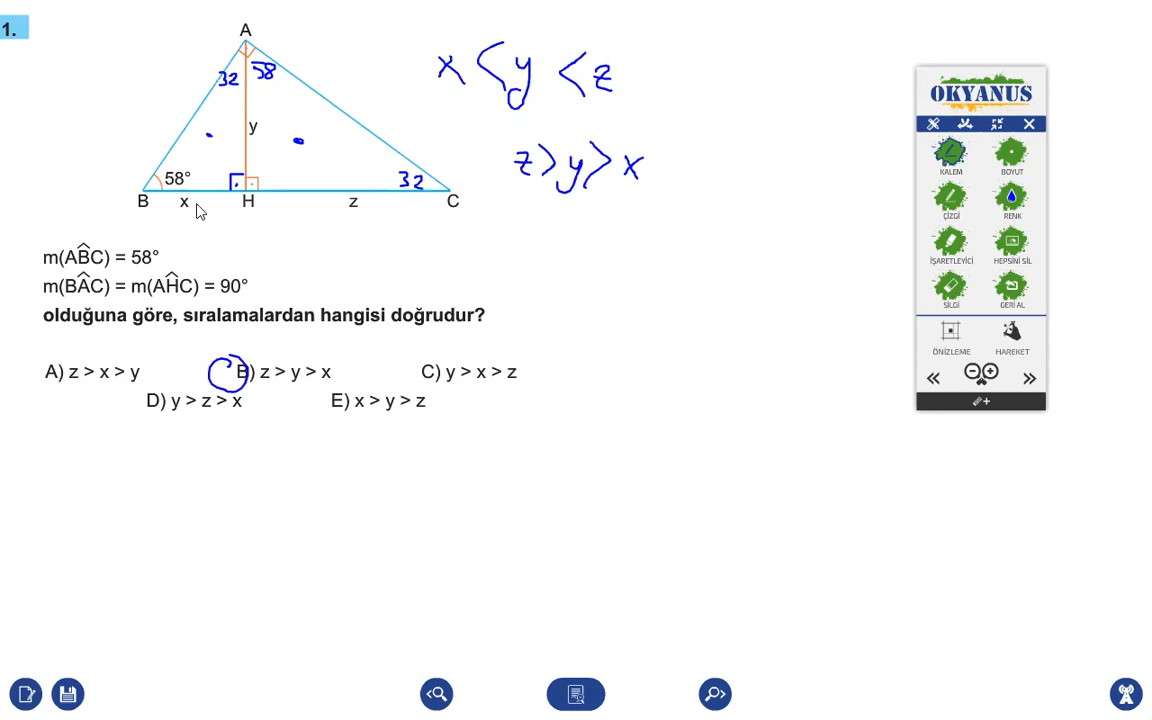 1.
A
32 58
x < y < z
y
z > y > x
58°
32
B x H z C
m(ABC) = 58°
m(BAC) = m(AHC) = 90°
olduğuna göre, sıralamalardan hangisi doğrudur?
A) z > x > y B) z > y > x C) y > x > z
D) y > z > x E) x > y > z
OKYANUS
KALEM BOYUT
ÇİZGİ RENK
İŞARETLEYİCİ HEPSİNİ SİL
SİLGİ GERİ AL
ÖNİZLEME HAREKET